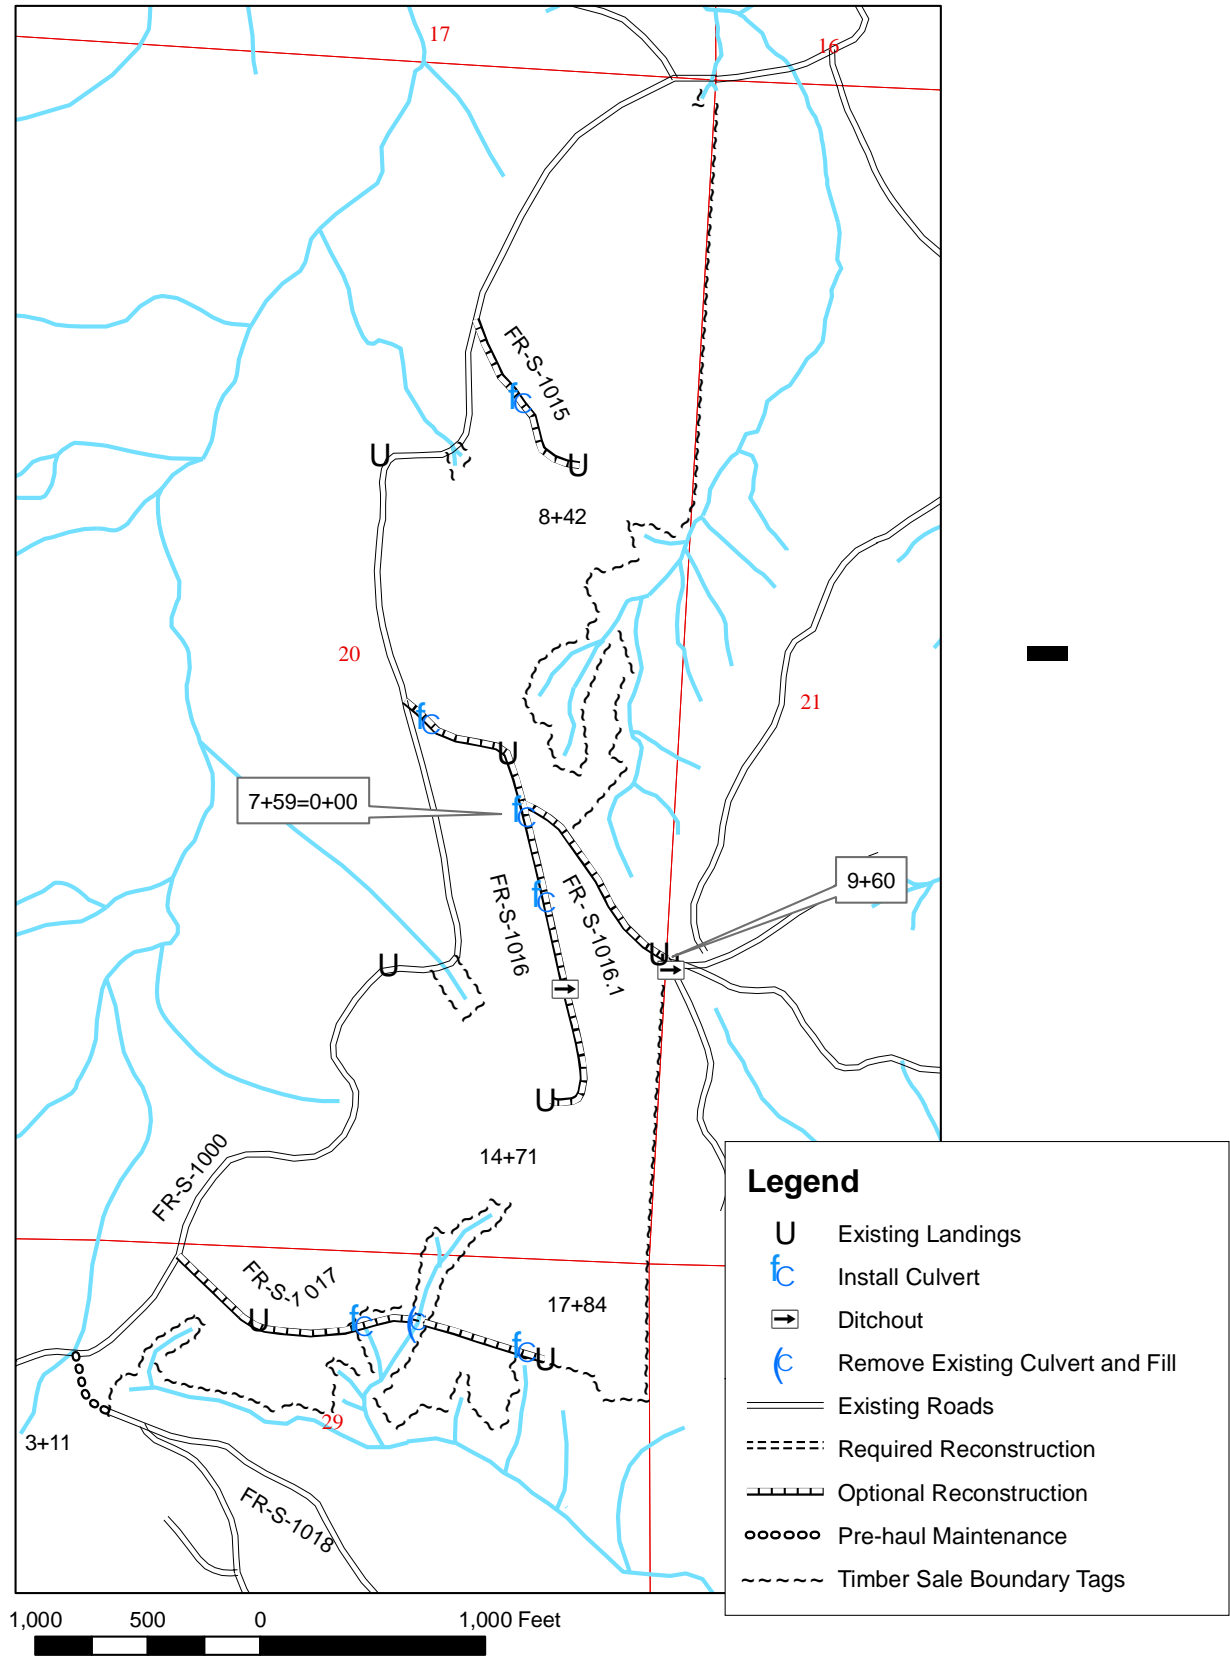 17
16
FR-S-1015
8+42
20
21
7+59=0+00
9+60
FR-S-1016
FR- S-1016.1
14+71
FR-S-1000
FR-S-1 017
17+84
29
3+11
FR-S-1018
Legend
U Existing Landings
Install Culvert
Ditchout
Remove Existing Culvert and Fill
Existing Roads
Required Reconstruction
Optional Reconstruction
Pre-haul Maintenance
Timber Sale Boundary Tags
1,000 500 0 1,000 Feet